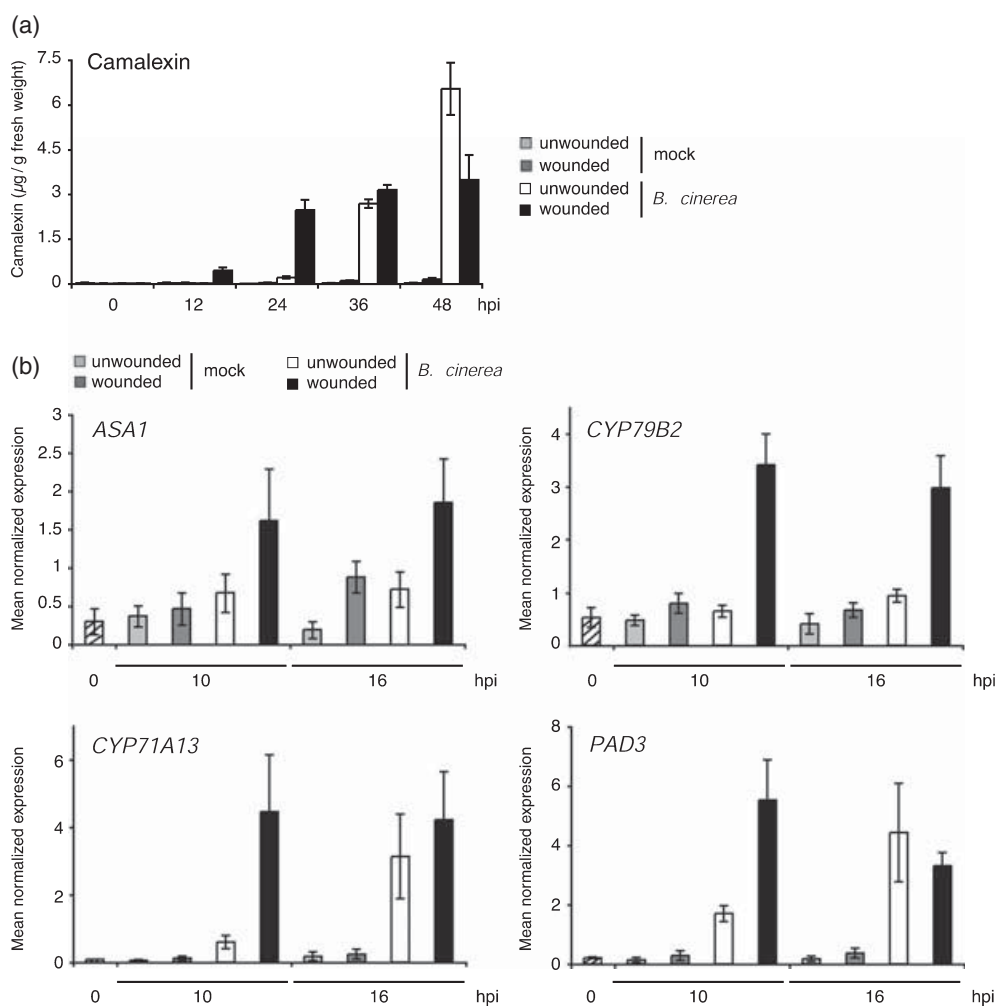 (a)
Camalexin
Camalexin (µg / g fresh weight)
7.5
6
4.5
3
1.5
0
0 12 24 36 48 hpi
unwounded
wounded
mock
unwounded
wounded
B. cinerea
(b)
unwounded
wounded
mock
unwounded
wounded
B. cinerea
ASA1
Mean normalized expression
3
2.5
2
1.5
1
0.5
0
0 10 16 hpi
CYP79B2
Mean normalized expression
4
3
2
1
0
0 10 16 hpi
CYP71A13
Mean normalized expression
6
4
2
0
0 10 16 hpi
PAD3
Mean normalized expression
8
6
4
2
0
0 10 16 hpi